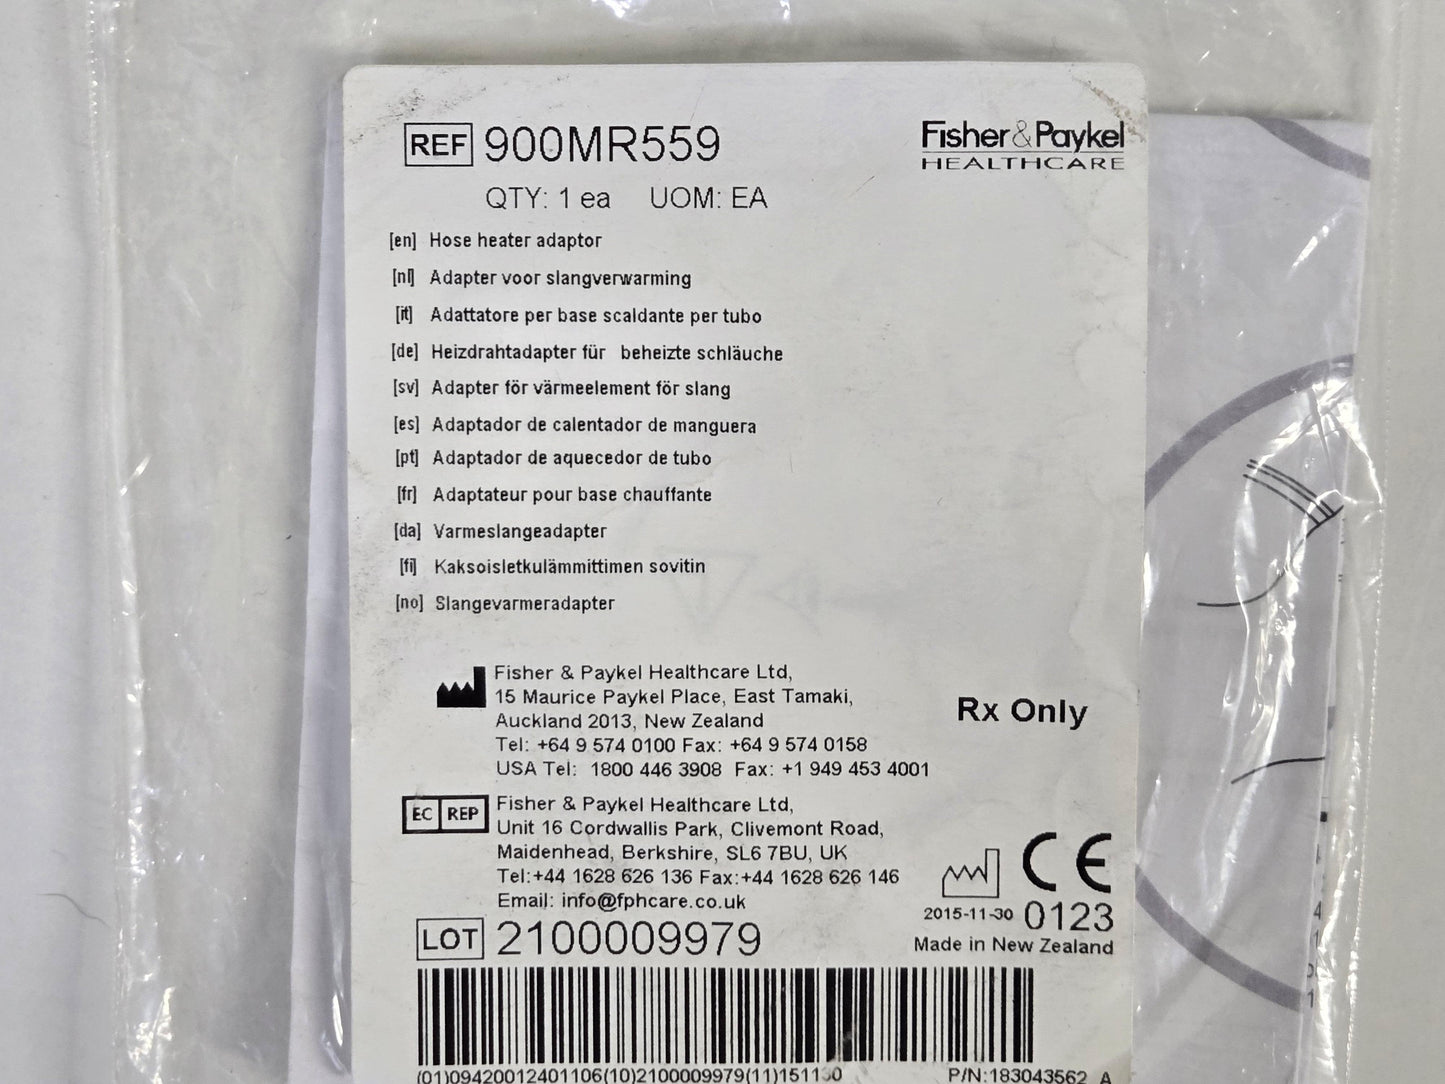 REF 900MR559
Fisher&Paykel
HEALTHCARE
QTY: 1 ea UOM: EA
[en] Hose heater adaptor
[nl] Adapter voor slangverwarming
[it] Adattatore per base scaldante per tubo
[de] Heizdrahtadapter für beheizte schläuche
[sv] Adapter för värmeelement för slang
[es] Adaptador de calentador de manguera
[pt] Adaptador de aquecedor de tubo
[fr] Adaptateur pour base chauffante
[da] Varmeslangeadapter
[fi] Kaksoisletkulämmittimen sovitin
[no] Slangevarmeradapter
Fisher & Paykel Healthcare Ltd,
15 Maurice Paykel Place, East Tamaki,
Auckland 2013, New Zealand
Tel: +64 9 574 0100 Fax: +64 9 574 0158
USA Tel: 1800 446 3908 Fax: +1 949 453 4001
Rx Only
EC REP Fisher & Paykel Healthcare Ltd,
Unit 16 Cordwallis Park, Clivemont Road,
Maidenhead, Berkshire, SL6 7BU, UK
Tel:+44 1628 626 136 Fax:+44 1628 626 146
Email: info@fphcare.co.uk
CE
2015-11-30 0123
LOT 2100009979
Made in New Zealand
(01)09420012401106(10)2100009979(11)151130
P/N:183043562 A